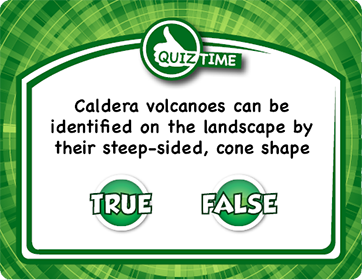 QUIZ TIME
Caldera volcanoes can be
identified on the landscape by
their steep-sided, cone shape
TRUE FALSE